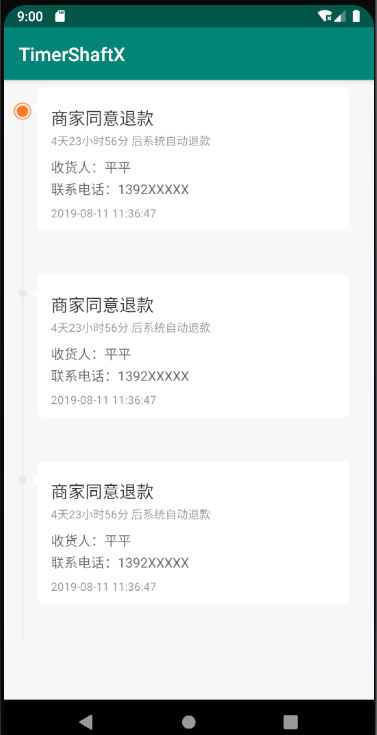 9:00
TimerShaftX
商家同意退款
4天23小时56分 后系统自动退款
收货人：平平
联系电话：1392XXXXX
2019-08-11 11:36:47
商家同意退款
4天23小时56分 后系统自动退款
收货人：平平
联系电话：1392XXXXX
2019-08-11 11:36:47
商家同意退款
4天23小时56分 后系统自动退款
收货人：平平
联系电话：1392XXXXX
2019-08-11 11:36:47